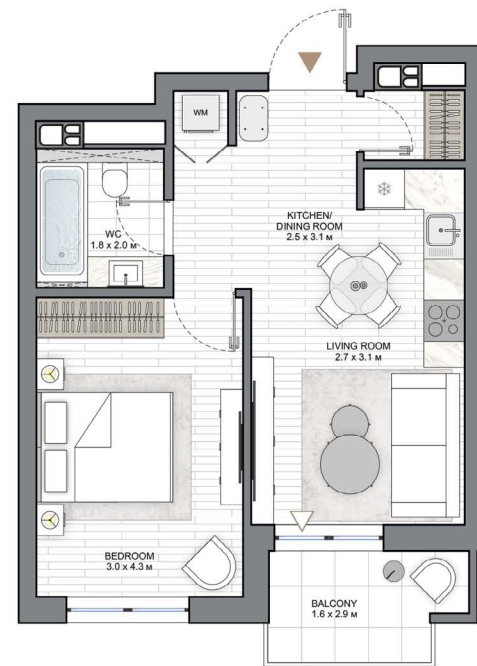 WM
KITCHEN/
DINING ROOM
2.5 x 3.1 м
WC
1.8 x 2.0 м
LIVING ROOM
2.7 x 3.1 м
BEDROOM
3.0 x 4.3 м
BALCONY
1.6 x 2.9 м